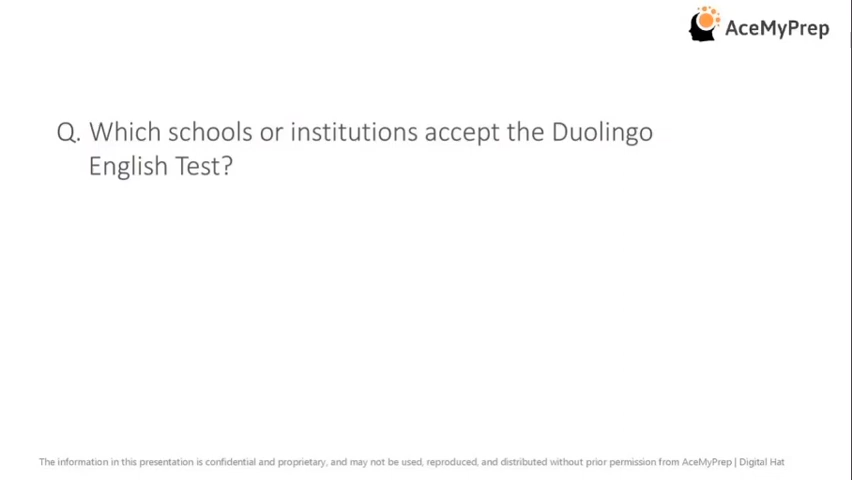 AceMyPrep
Q. Which schools or institutions accept the Duolingo
English Test?
The information in this presentation is confidential and proprietary, and may not be used, reproduced, and distributed without prior permission from AceMyPrep | Digital Hat